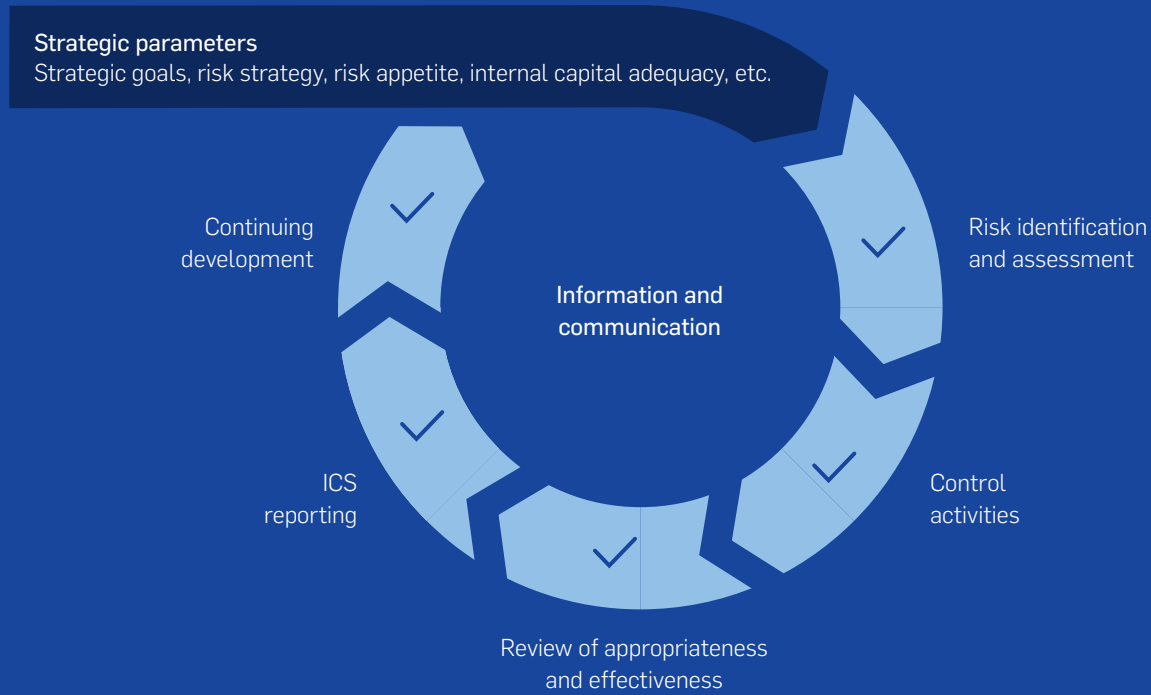 Strategic parameters
Strategic goals, risk strategy, risk appetite, internal capital adequacy, etc.
Risk identification
and assessment
Control
activities
Review of appropriateness
and effectiveness
ICS
reporting
Continuing
development
Information and
communication